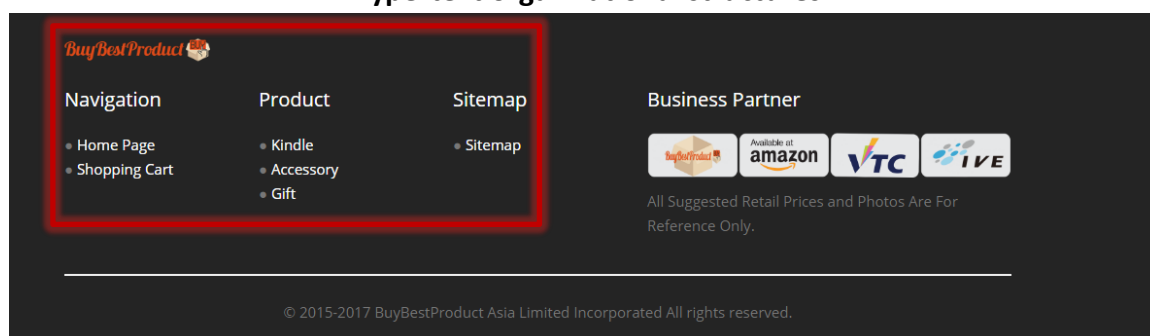 BuyBestProduct
Navigation
Home Page
Shopping Cart
Product
Kindle
Accessory
Gift
Sitemap
Sitemap
Business Partner
BuyBestProduct
Available at
amazon
VTC
IVE
All Suggested Retail Prices and Photos Are For
Reference Only.
© 2015-2017 BuyBestProduct Asia Limited Incorporated All rights reserved.